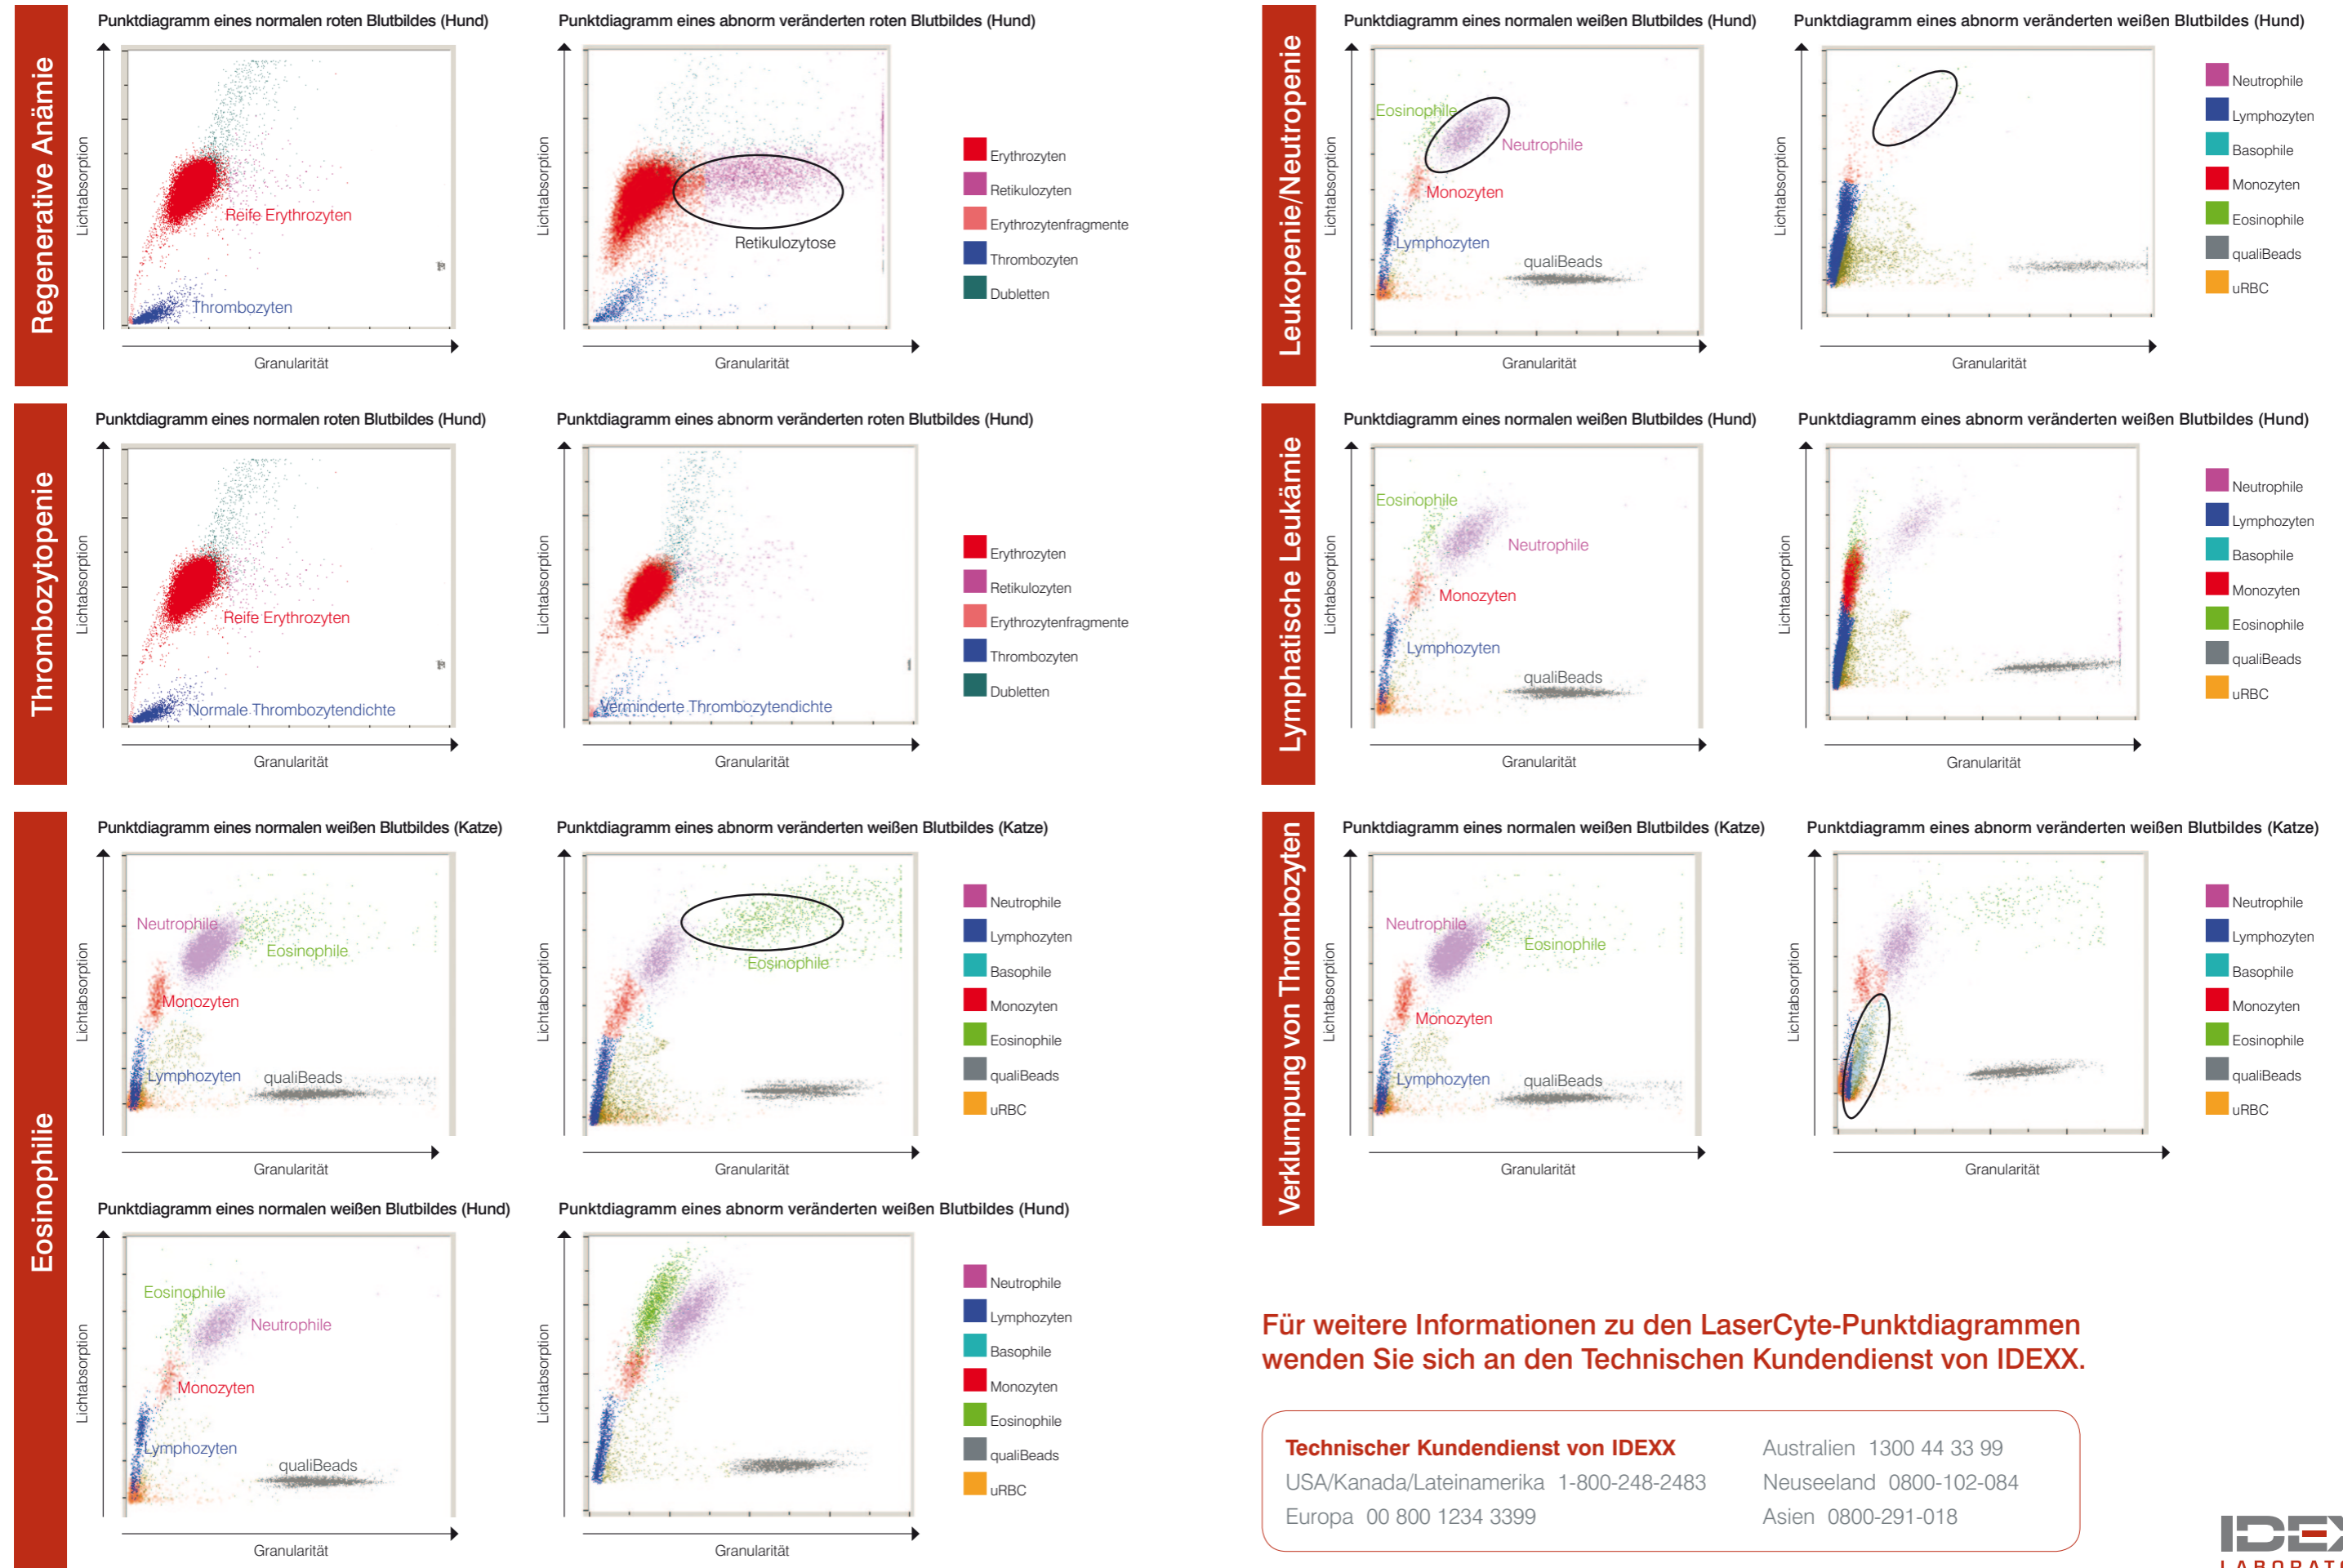 Regenerative Anämie
Punktdiagramm eines normalen roten Blutbildes (Hund)
Lichtabsorption
Reife Erythrozyten
Thrombozyten
Granularität
Punktdiagramm eines abnorm veränderten roten Blutbildes (Hund)
Lichtabsorption
Retikulozytose
Granularität
Erythrozyten
Retikulozyten
Erythrozytenfragmente
Thrombozyten
Dubletten
Thrombozytopenie
Punktdiagramm eines normalen roten Blutbildes (Hund)
Lichtabsorption
Reife Erythrozyten
Normale Thrombozytendichte
Granularität
Punktdiagramm eines abnorm veränderten roten Blutbildes (Hund)
Lichtabsorption
Verminderte Thrombozytendichte
Granularität
Erythrozyten
Retikulozyten
Erythrozytenfragmente
Thrombozyten
Dubletten
Eosinophilie
Punktdiagramm eines normalen weißen Blutbildes (Katze)
Lichtabsorption
Neutrophile
Eosinophile
Monozyten
Lymphozyten
qualiBeads
Granularität
Punktdiagramm eines abnorm veränderten weißen Blutbildes (Katze)
Lichtabsorption
Eosinophile
Granularität
Neutrophile
Lymphozyten
Basophile
Monozyten
Eosinophile
qualiBeads
uRBC
Punktdiagramm eines normalen weißen Blutbildes (Hund)
Lichtabsorption
Eosinophile
Neutrophile
Monozyten
Lymphozyten
qualiBeads
Granularität
Punktdiagramm eines abnorm veränderten weißen Blutbildes (Hund)
Lichtabsorption
Granularität
Neutrophile
Lymphozyten
Basophile
Monozyten
Eosinophile
qualiBeads
uRBC
Leukopenie/Neutropenie
Punktdiagramm eines normalen weißen Blutbildes (Hund)
Lichtabsorption
Eosinophile
Neutrophile
Monozyten
Lymphozyten
qualiBeads
Granularität
Punktdiagramm eines abnorm veränderten weißen Blutbildes (Hund)
Lichtabsorption
Granularität
Neutrophile
Lymphozyten
Basophile
Monozyten
Eosinophile
qualiBeads
uRBC
Lymphatische Leukämie
Punktdiagramm eines normalen weißen Blutbildes (Hund)
Lichtabsorption
Eosinophile
Neutrophile
Monozyten
Lymphozyten
qualiBeads
Granularität
Punktdiagramm eines abnorm veränderten weißen Blutbildes (Hund)
Lichtabsorption
Granularität
Neutrophile
Lymphozyten
Basophile
Monozyten
Eosinophile
qualiBeads
uRBC
Verklumpung von Thrombozyten
Punktdiagramm eines normalen weißen Blutbildes (Katze)
Lichtabsorption
Neutrophile
Eosinophile
Monozyten
Lymphozyten
qualiBeads
Granularität
Punktdiagramm eines abnorm veränderten weißen Blutbildes (Katze)
Lichtabsorption
Granularität
Neutrophile
Lymphozyten
Basophile
Monozyten
Eosinophile
qualiBeads
uRBC
Für weitere Informationen zu den LaserCyte-Punktdiagrammen
wenden Sie sich an den Technischen Kundendienst von IDEXX.
Technischer Kundendienst von IDEXX
USA/Kanada/Lateinamerika 1-800-248-2483
Europa 00 800 1234 3399
Australien 1300 44 33 99
Neuseeland 0800-102-084
Asien 0800-291-018